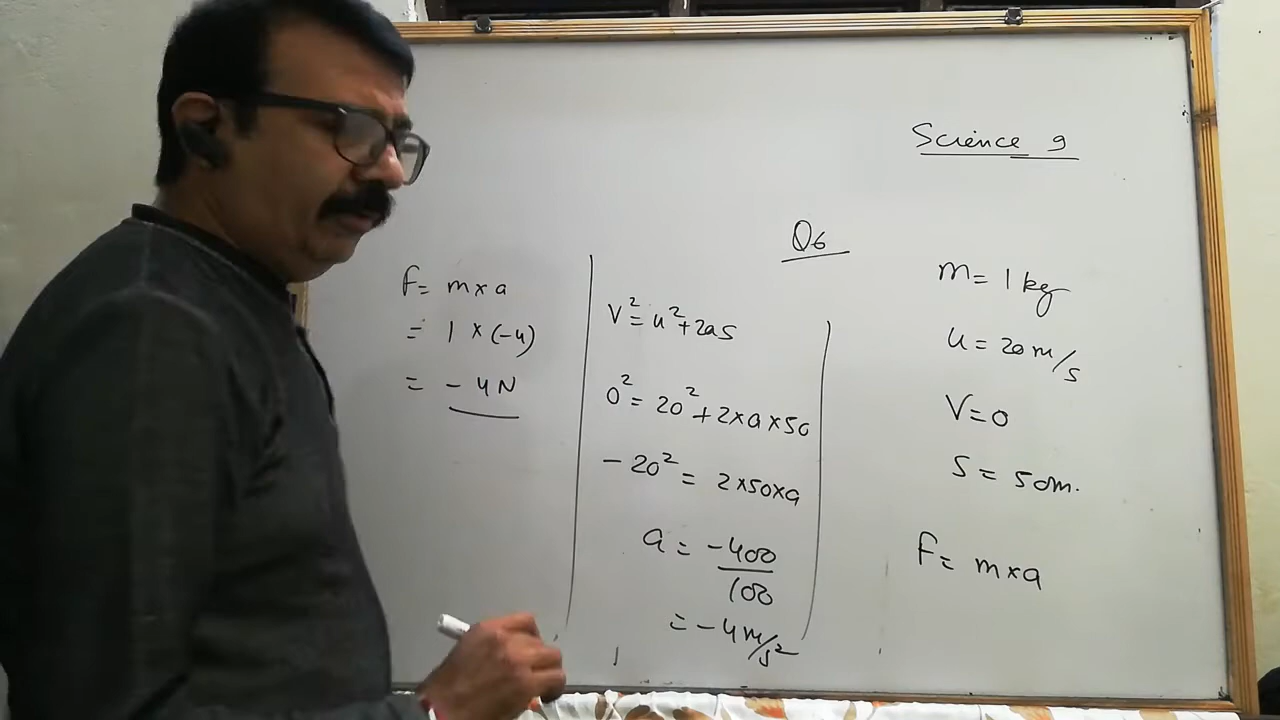 Science 9
Q6
m = 1 kg
u = 20 m/s
V = 0
S = 50m.
F = m×a
V² = u² + 2as
0² = 20² + 2×a×50
- 20² = 2×50×a
a = -400/100
= -4 m/s²
F = m×a
= 1 × (-4)
= - 4N